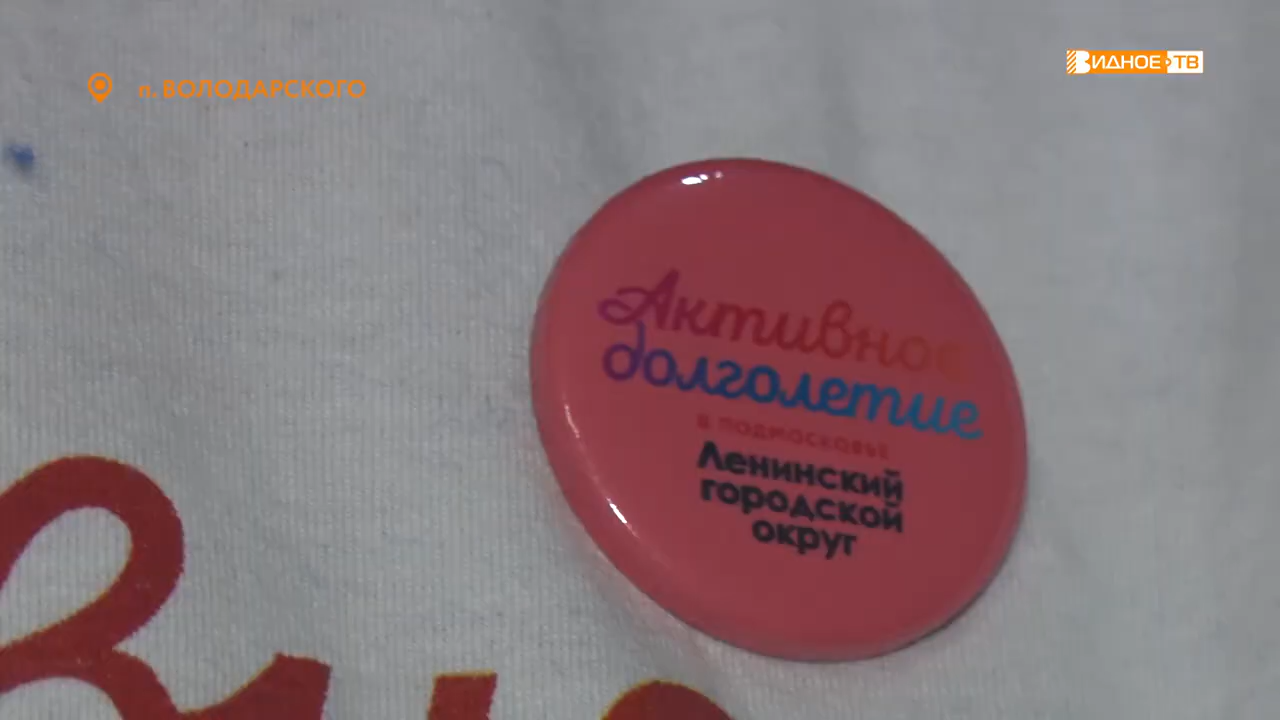 п. ВОЛОДАРСКОГО
ВИДНОЕ ТВ
Активное
долголетие
в подмосковье
Ленинский
городской
округ